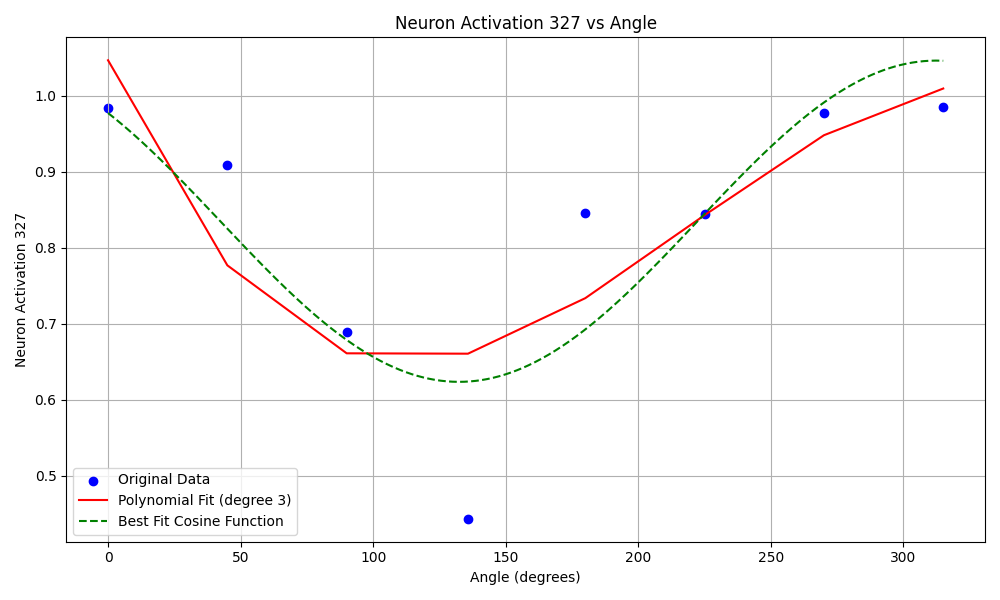 Neuron Activation 327 vs Angle
Neuron Activation 327
1.0
0.9
0.8
0.7
0.6
0.5
Original Data
Polynomial Fit (degree 3)
Best Fit Cosine Function
0 50 100 150 200 250 300
Angle (degrees)